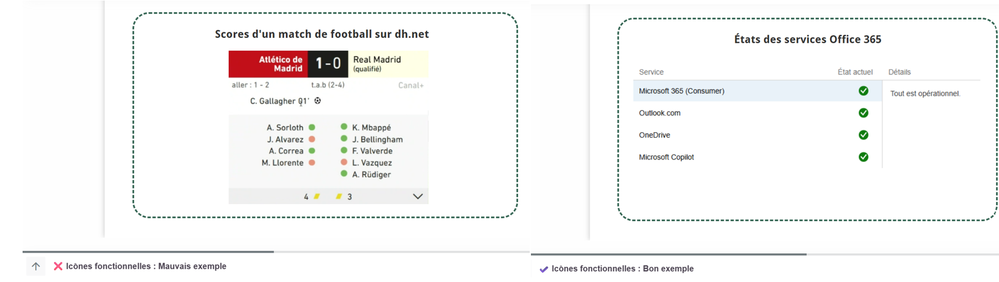 Scores d'un match de football sur dh.net
Atlético de
Madrid
1-0
Real Madrid
(qualifié)
aller : 1 - 2
t.a.b (2-4)
Canal+
C. Gallagher 01'
A. Sorloth
K. Mbappé
J. Alvarez
J. Bellingham
A. Correa
F. Valverde
M. Llorente
L. Vazquez
A. Rüdiger
4
3
Icônes fonctionnelles : Mauvais exemple
États des services Office 365
Service
État actuel
Détails
Microsoft 365 (Consumer)
Tout est opérationnel.
Outlook.com
OneDrive
Microsoft Copilot
Icônes fonctionnelles : Bon exemple